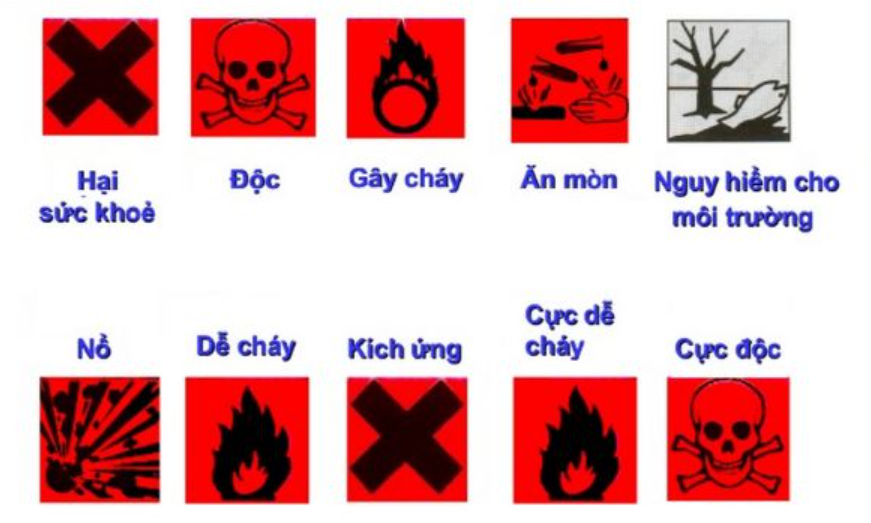 Hại
sức khoẻ
Độc
Gây cháy
Ăn mòn
Nguy hiểm cho
môi trường
Nổ
Dễ cháy
Kich ứng
Cực dễ
cháy
Cực độc